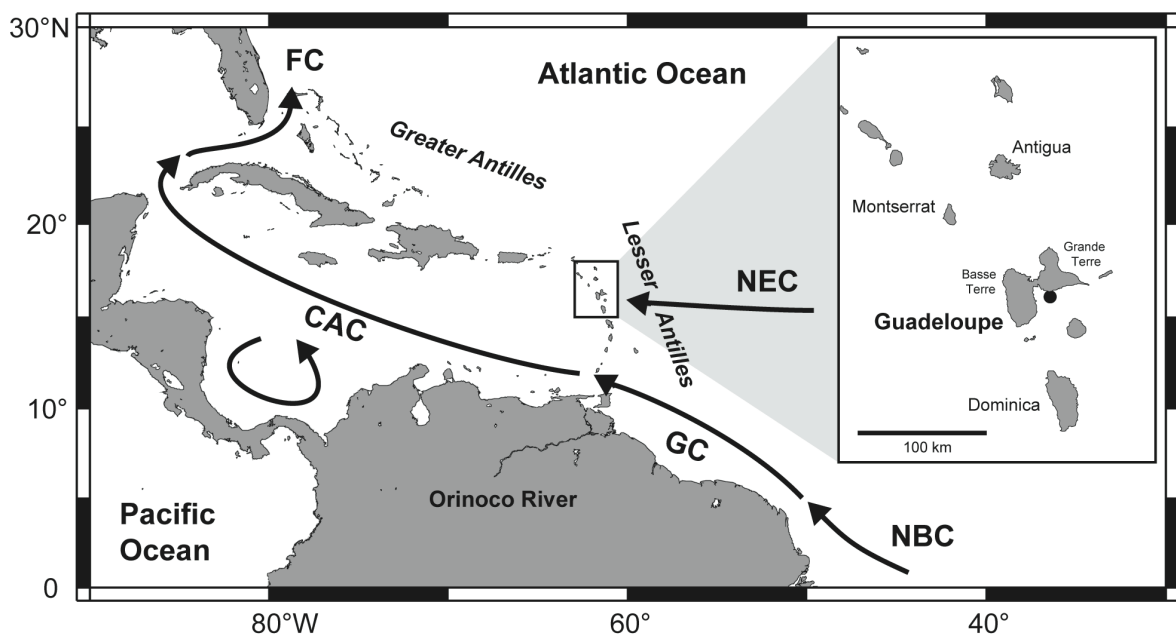 30°N
20°
10°
0
80°W
60°
40°
FC
Atlantic Ocean
Greater Antilles
Lesser
Antilles
NEC
CAC
GC
NBC
Orinoco River
Pacific
Ocean
Antigua
Montserrat
Grande
Terre
Basse
Terre
Guadeloupe
Dominica
100 km